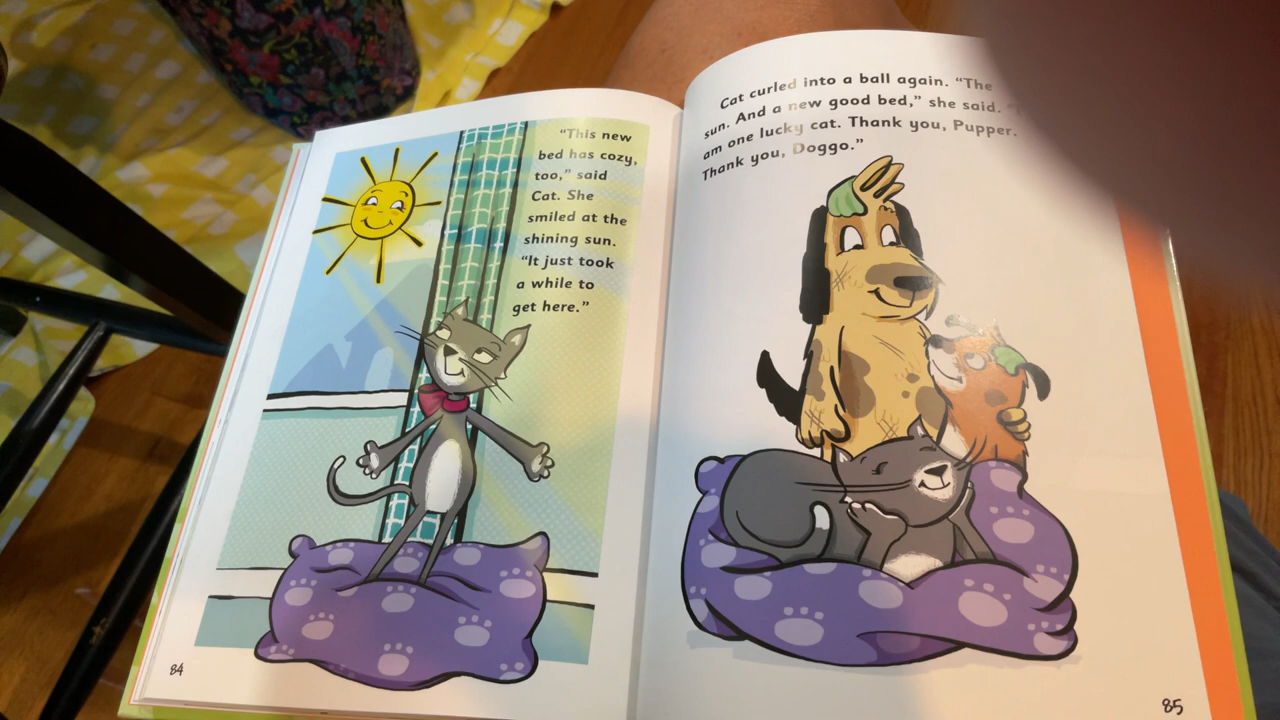 "This new
bed has cozy,
too," said
Cat. She
smiled at the
shining sun.
"It just took
a while to
get here."
84
Cat curled into a ball again. "The
sun. And a new good bed," she said.
am one lucky cat. Thank you, Pupper.
Thank you, Doggo."
85